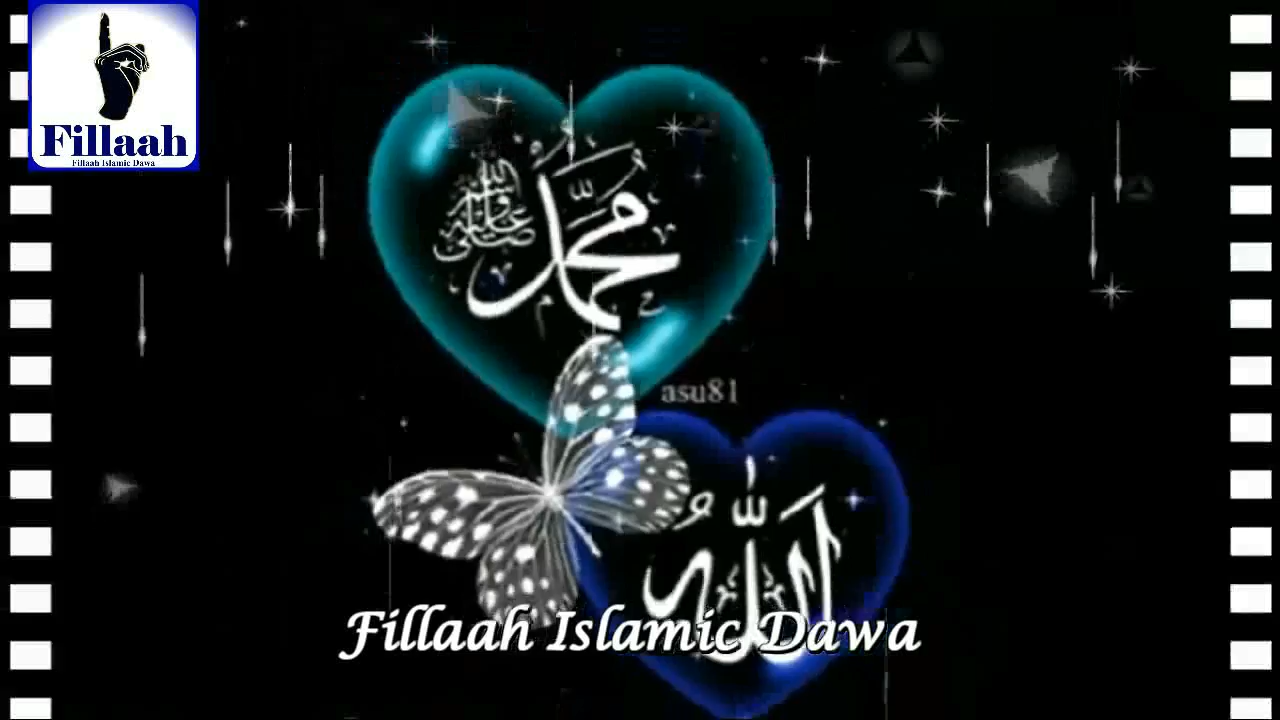 Fillaah
Fillaah Islamic Dawa
محمد
صلى الله عليه وسلم
asu81
الله
Fillaah Islamic Dawa